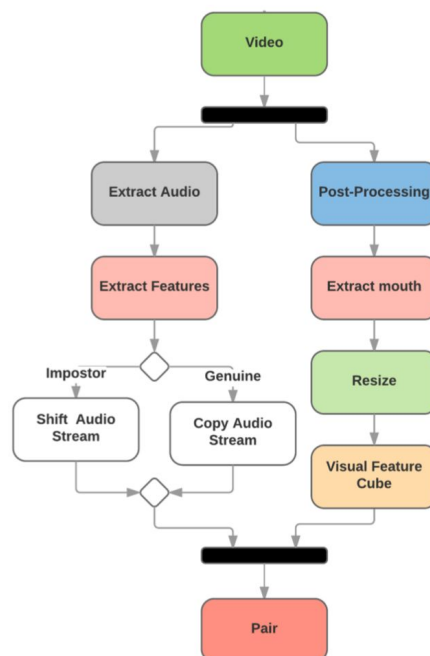 Video
Extract Audio
Post-Processing
Extract Features
Extract mouth
Impostor
Genuine
Resize
Shift Audio
Stream
Copy Audio
Stream
Visual Feature
Cube
Pair